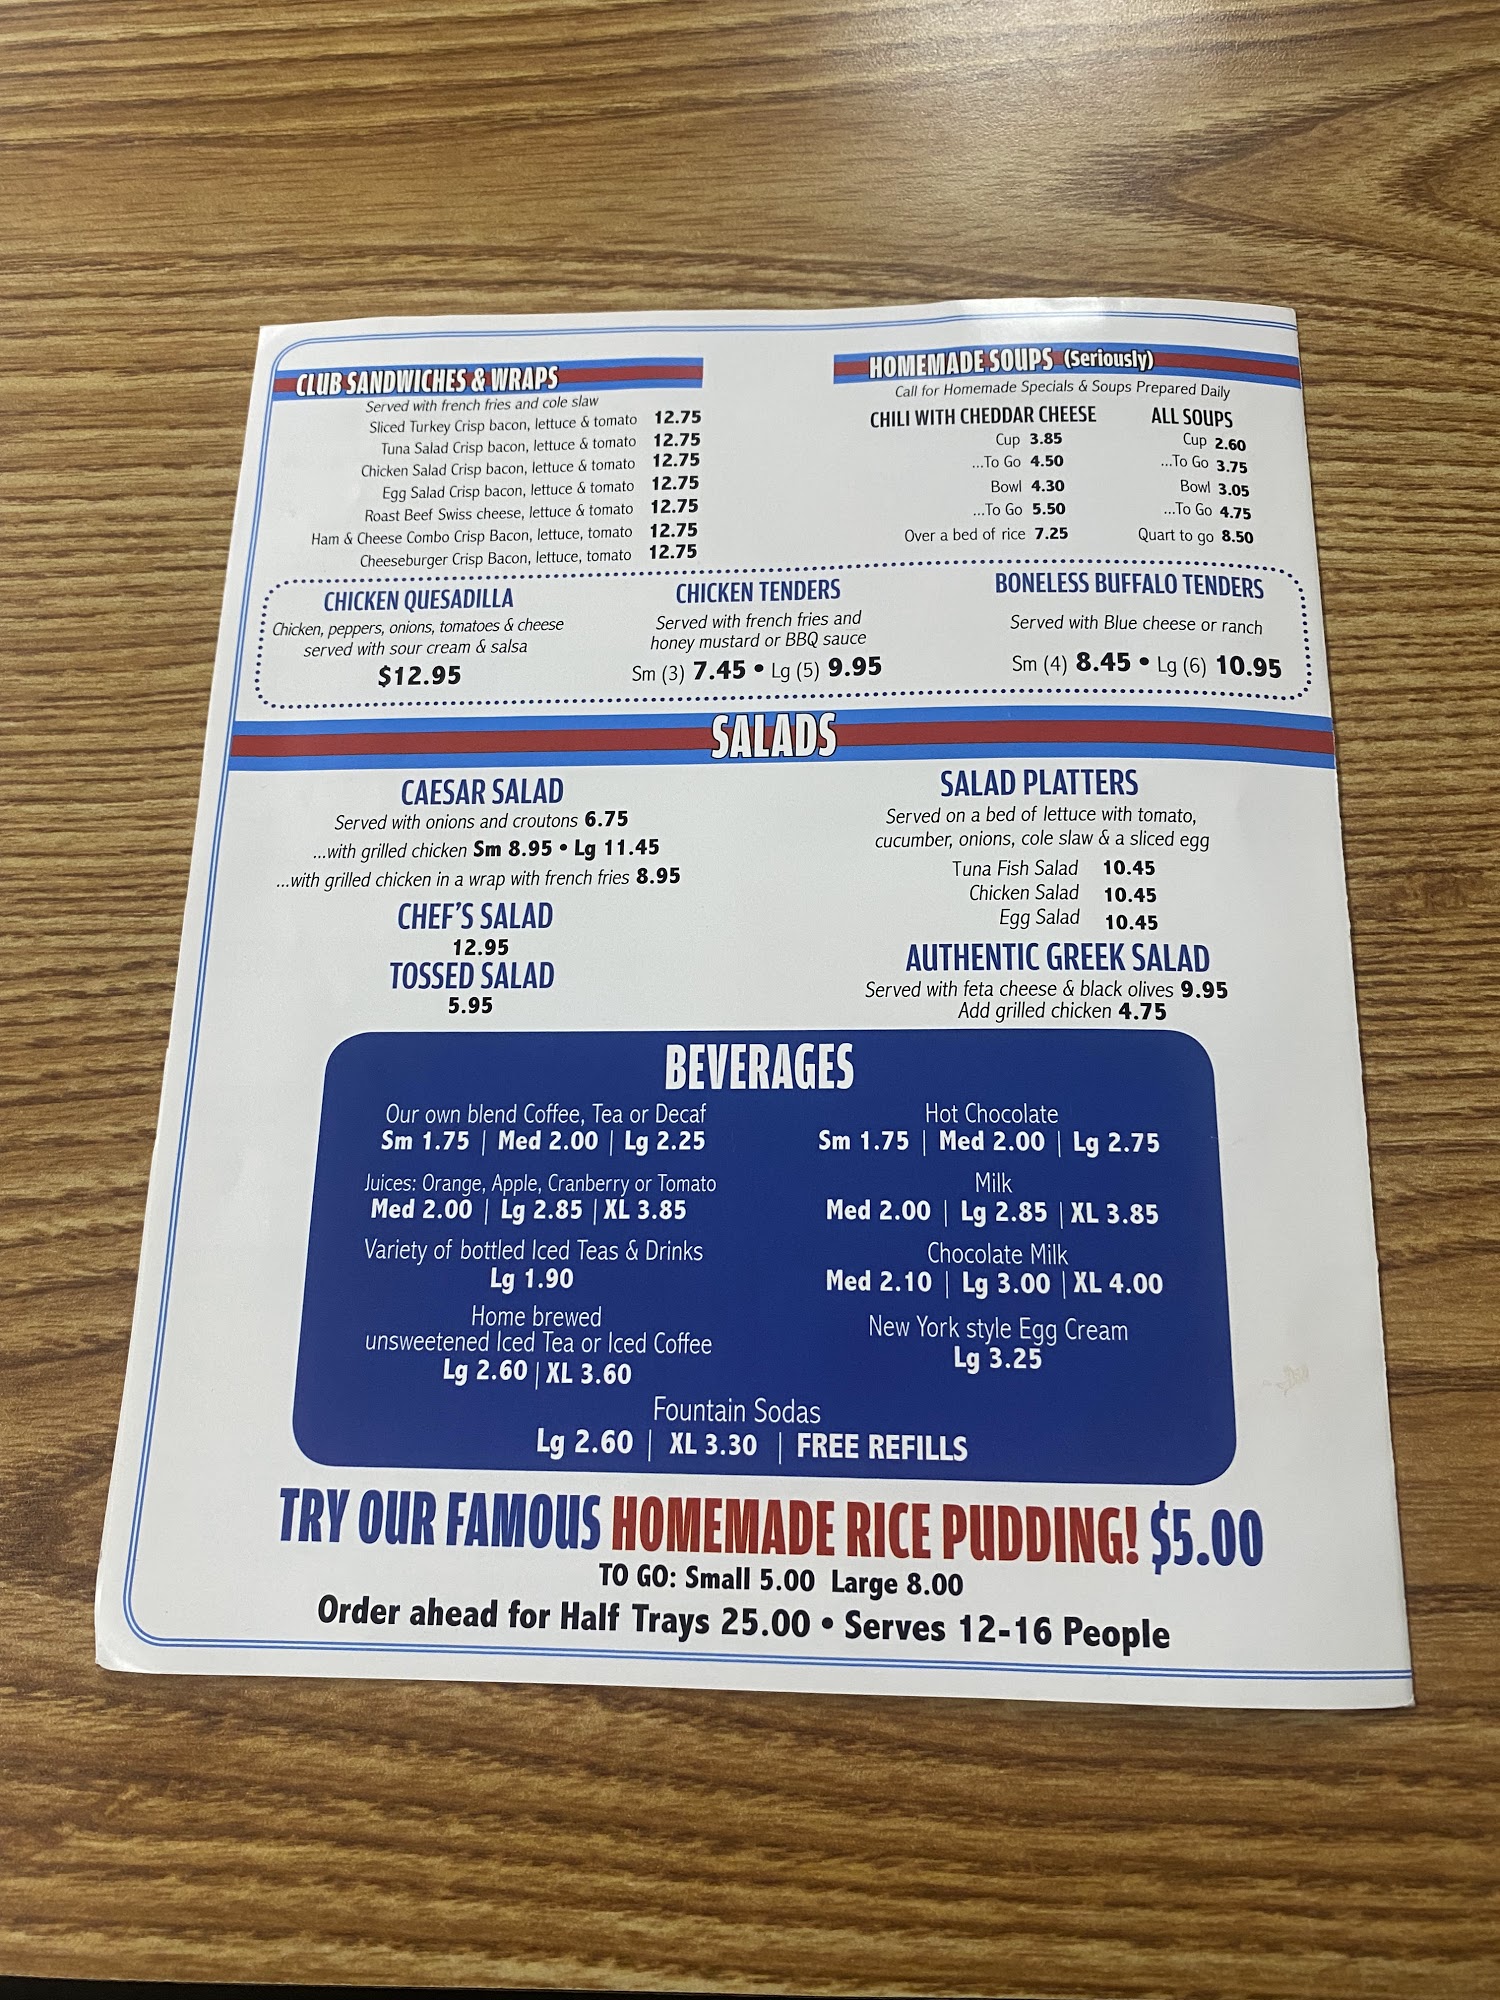 CLUB SANDWICHES & WRAPS
Served with french fries and cole slaw
Sliced Turkey Crisp bacon, lettuce & tomato 12.75
Tuna Salad Crisp bacon, lettuce & tomato 12.75
Chicken Salad Crisp bacon, lettuce & tomato 12.75
Egg Salad Crisp bacon, lettuce & tomato 12.75
Roast Beef Swiss cheese, lettuce & tomato 12.75
Ham & Cheese Combo Crisp Bacon, lettuce, tomato 12.75
Cheeseburger Crisp Bacon, lettuce, tomato 12.75
HOMEMADE SOUPS (Seriously)
Call for Homemade Specials & Soups Prepared Daily
CHILI WITH CHEDDAR CHEESE
Cup 3.85
...To Go 4.50
Bowl 4.30
...To Go 5.50
Over a bed of rice 7.25
ALL SOUPS
Cup 2.60
...To Go 3.75
Bowl 3.05
...To Go 4.75
Quart to go 8.50
CHICKEN QUESADILLA
Chicken, peppers, onions, tomatoes & cheese
served with sour cream & salsa
$12.95
CHICKEN TENDERS
Served with french fries and
honey mustard or BBQ sauce
Sm (3) 7.45 • Lg (5) 9.95
BONELESS BUFFALO TENDERS
Served with Blue cheese or ranch
Sm (4) 8.45 • Lg (6) 10.95
SALADS
CAESAR SALAD
Served with onions and croutons 6.75
...with grilled chicken Sm 8.95 • Lg 11.45
...with grilled chicken in a wrap with french fries 8.95
CHEF'S SALAD
12.95
TOSSED SALAD
5.95
SALAD PLATTERS
Served on a bed of lettuce with tomato,
cucumber, onions, cole slaw & a sliced egg
Tuna Fish Salad 10.45
Chicken Salad 10.45
Egg Salad 10.45
AUTHENTIC GREEK SALAD
Served with feta cheese & black olives 9.95
Add grilled chicken 4.75
BEVERAGES
Our own blend Coffee, Tea or Decaf
Sm 1.75 | Med 2.00 | Lg 2.25
Juices: Orange, Apple, Cranberry or Tomato
Med 2.00 | Lg 2.85 | XL 3.85
Variety of bottled Iced Teas & Drinks
Lg 1.90
Home brewed
unsweetened Iced Tea or Iced Coffee
Lg 2.60 | XL 3.60
Hot Chocolate
Sm 1.75 | Med 2.00 | Lg 2.75
Milk
Med 2.00 | Lg 2.85 | XL 3.85
Chocolate Milk
Med 2.10 | Lg 3.00 | XL 4.00
New York style Egg Cream
Lg 3.25
Fountain Sodas
Lg 2.60 | XL 3.30 | FREE REFILLS
TRY OUR FAMOUS HOMEMADE RICE PUDDING! $5.00
TO GO: Small 5.00 Large 8.00
Order ahead for Half Trays 25.00 • Serves 12-16 People